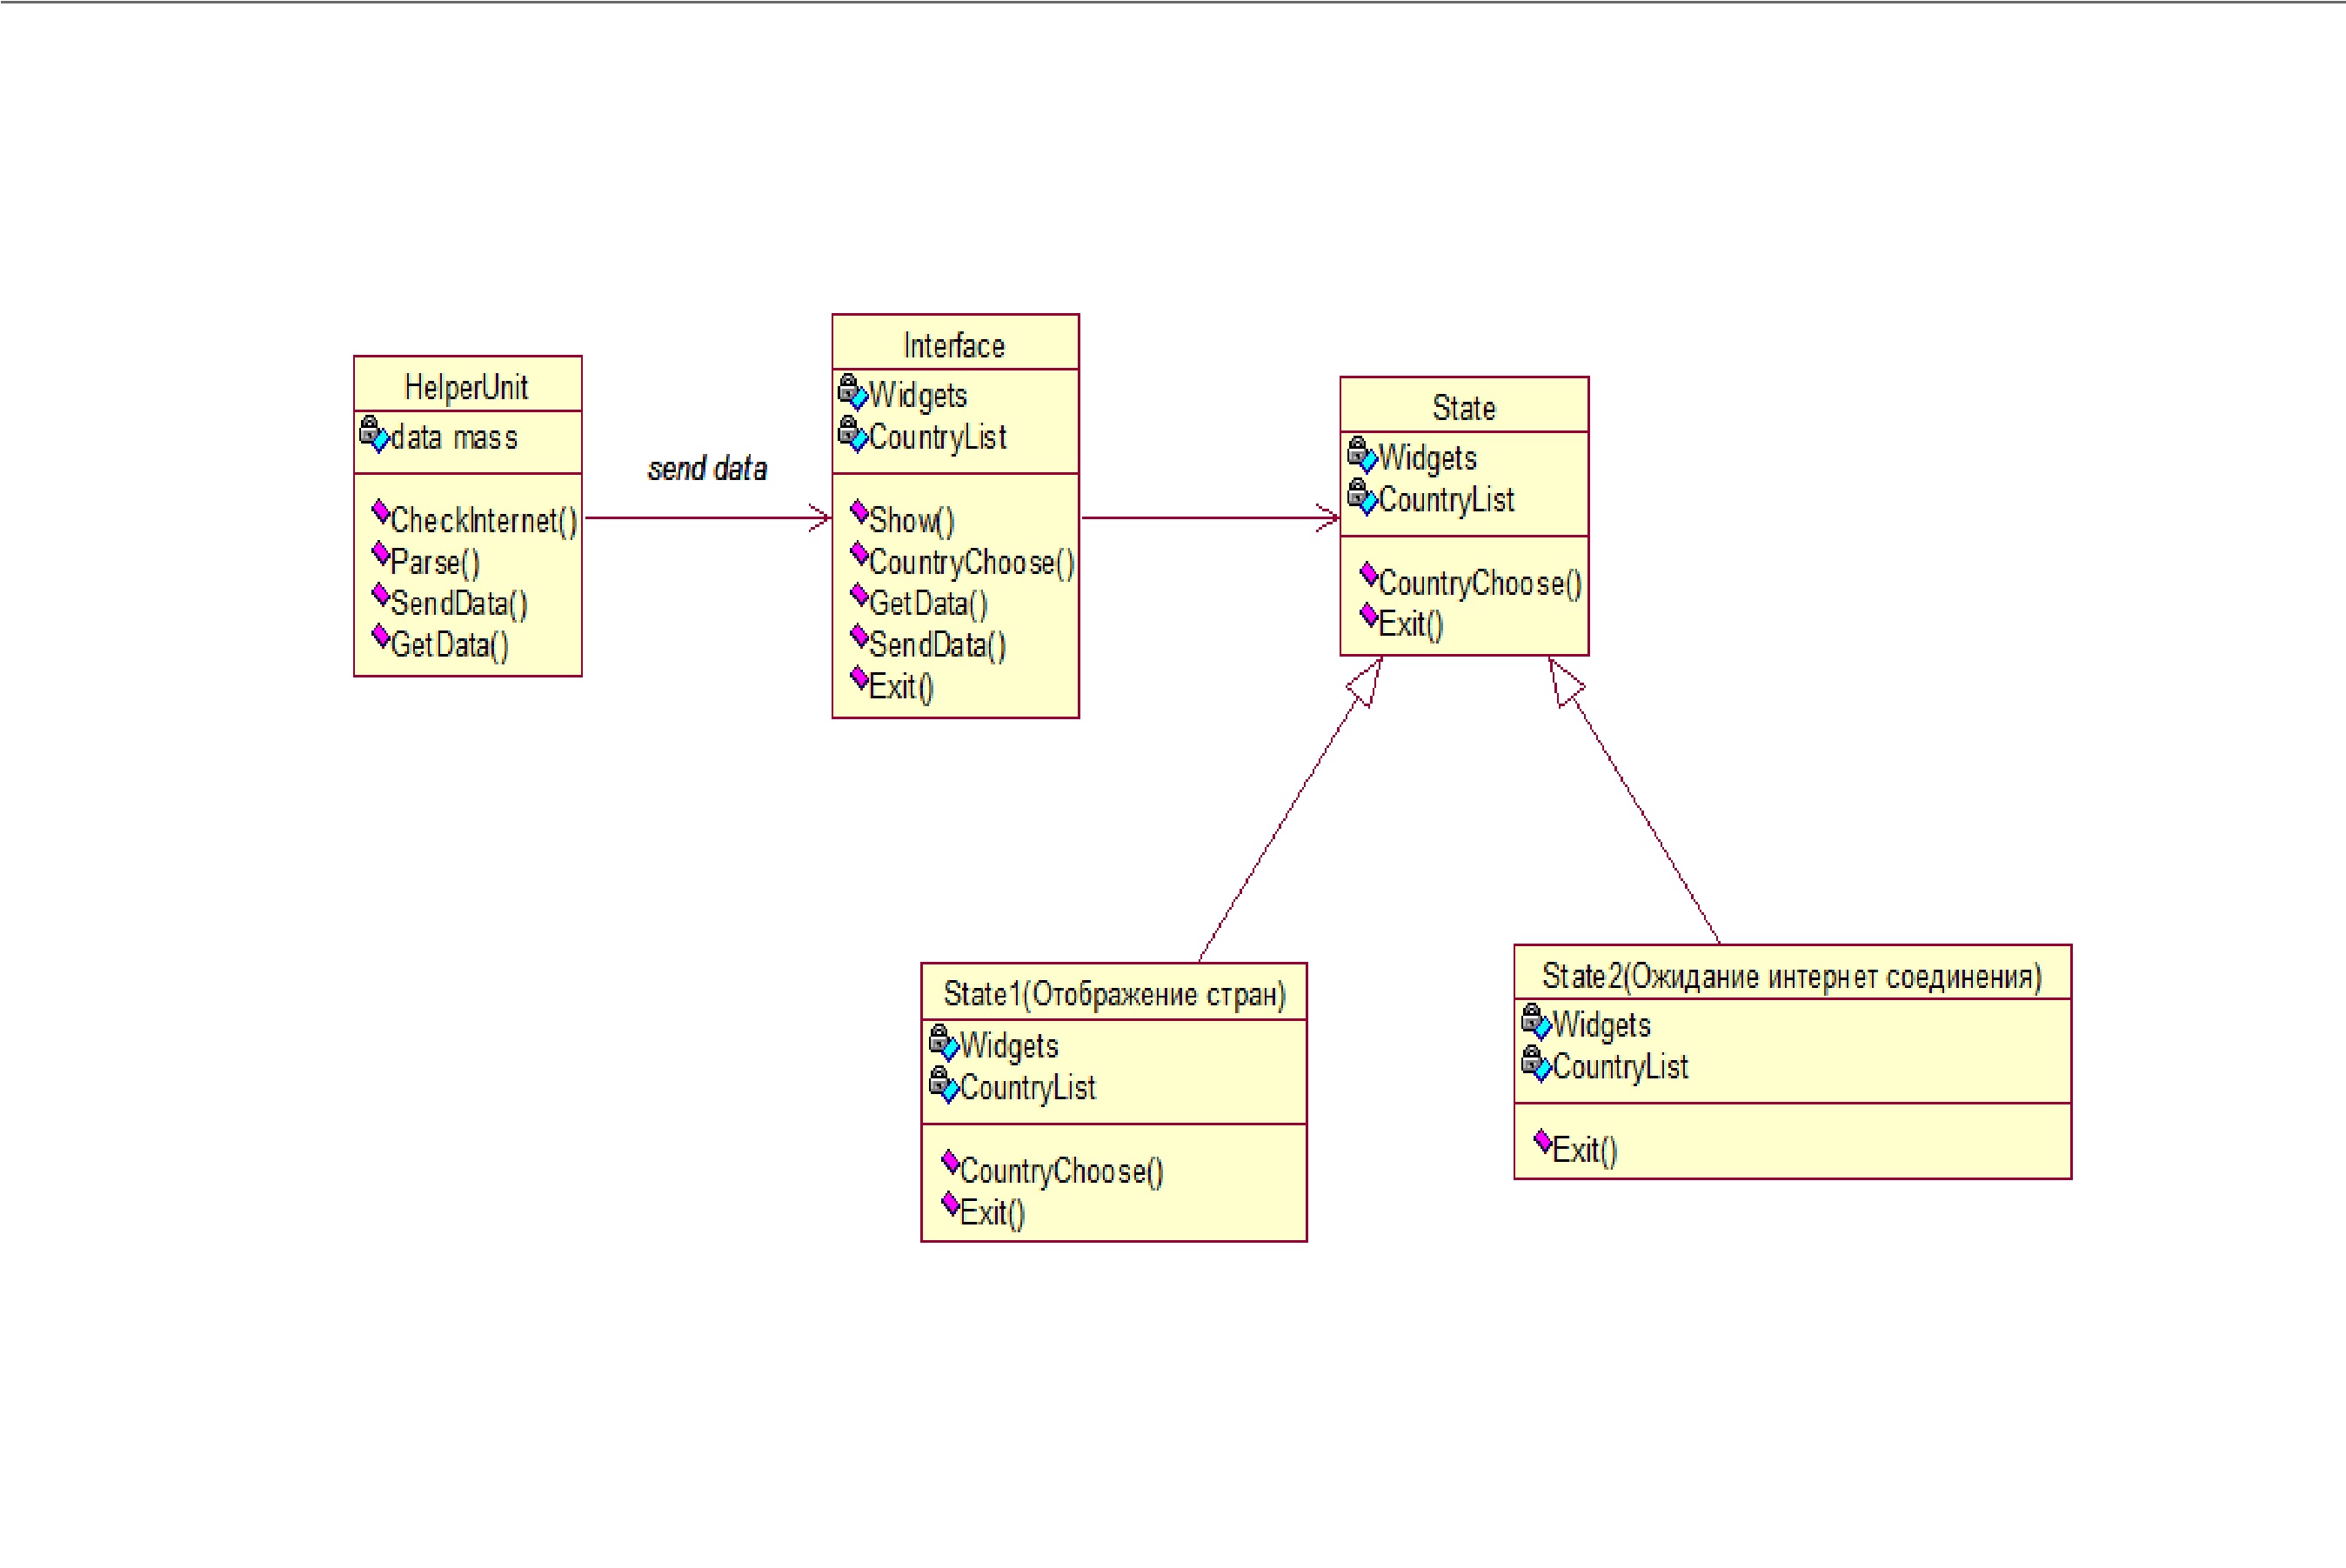 HelperUnit
data mass
CheckInternet()
Parse()
SendData()
GetData()
send data
Interface
Widgets
CountryList
Show()
CountryChoose()
GetData()
SendData()
Exit()
State
Widgets
CountryList
CountryChoose()
Exit()
State1(Отображение стран)
Widgets
CountryList
CountryChoose()
Exit()
State2(Ожидание интернет соединения)
Widgets
CountryList
Exit()